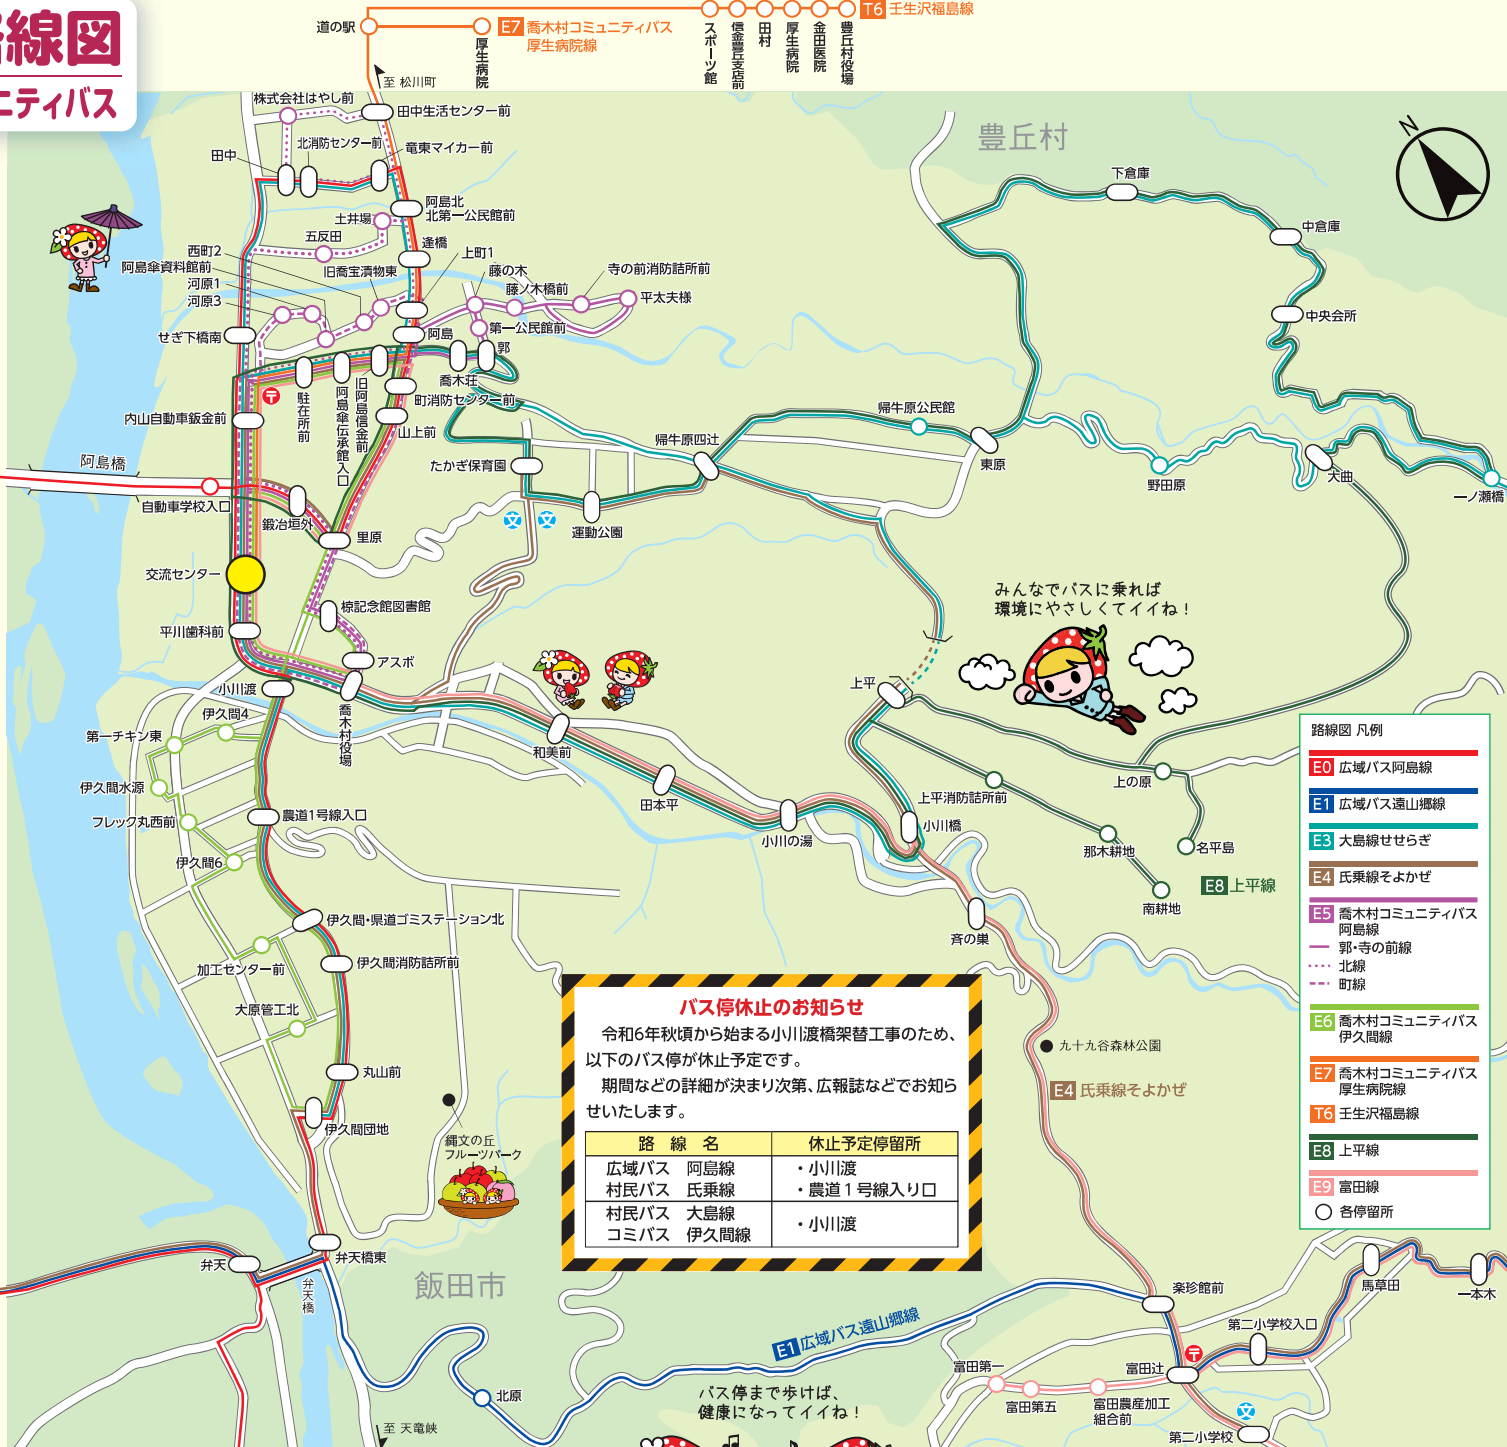 線図
ニティバス
道の駅
E7 喬木村コミュニティバス
厚生病院線
厚生病院
スポーツ館
信金豊丘支店前
田村
厚生病院
金田医院
豊丘村役場
T6 壬生沢福島線
至 松川町
株式会社はやし前
田中生活センター前
田中
北消防センター前
竜東マイカー前
豊丘村
N
下倉庫
中倉庫
中央会所
阿島北
北第一公民館前
土井場
五反田
逢橋
西町2
阿島傘資料館前
河原1
河原3
旧喬宝漬物東
上町1
藤の木
藤ノ木橋前
寺の前消防詰所前
平太夫様
第一公民館前
せぎ下橋南
阿島
郭
喬木荘
町消防センター前
山上前
駐在所前
阿島傘伝承館入口
旧阿島信金前
内山自動車鈑金前
阿島橋
自動車学校入口
鍛冶垣外
里原
たかぎ保育園
運動公園
帰牛原四辻
帰牛原公民館
東原
野田原
大曲
一ノ瀬橋
交流センター
平川歯科前
椋記念館図書館
アスボ
小川渡
喬木村役場
伊久間4
第一チキン東
伊久間水源
フレック丸西前
伊久間6
農道1号線入口
和美前
田本平
小川の湯
小川橋
上平
みんなでバスに乗れば
環境にやさしくてイイね！
上の原
上平消防詰所前
那木耕地
名平島
南耕地
E8 上平線
斉の巣
伊久間・県道ゴミステーション北
伊久間消防詰所前
加工センター前
大原管工北
丸山前
伊久間団地
縄文の丘
フルーツパーク
九十九谷森林公園
E4 氏乗線そよかぜ
バス停休止のお知らせ
令和6年秋頃から始まる小川渡橋架替工事のため、
以下のバス停が休止予定です。
期間などの詳細が決まり次第、広報誌などでお知ら
せいたします。
路 線 名 休止予定停留所
広域バス 阿島線 ・小川渡
村民バス 氏乗線 ・農道1号線入り口
村民バス 大島線 ・小川渡
コミバス 伊久間線
路線図 凡例
E0 広域バス阿島線
E1 広域バス遠山郷線
E3 大島線せせらぎ
E4 氏乗線そよかぜ
E5 喬木村コミュニティバス
阿島線
郭・寺の前線
北線
町線
E6 喬木村コミュニティバス
伊久間線
E7 喬木村コミュニティバス
厚生病院線
T6 壬生沢福島線
E8 上平線
E9 富田線
各停留所
弁天
弁天橋東
弁天橋
飯田市
北原
至 天竜峡
E1 広域バス遠山郷線
バス停まで歩けば、
健康になってイイね！
楽珍館前
第二小学校入口
馬草田
一本木
富田辻
富田第一
富田第五
富田農産加工
組合前
第二小学校